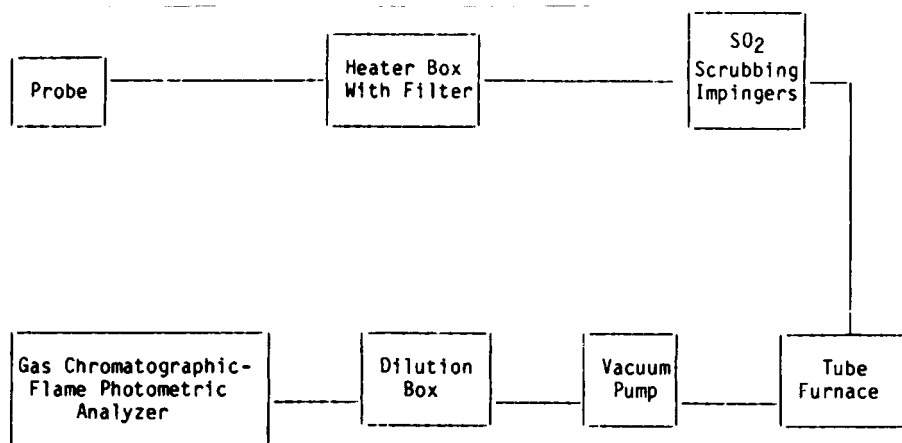 Probe
Heater Box
With Filter
SO2
Scrubbing
Impingers
Gas Chromatographic-
Flame Photometric
Analyzer
Dilution
Box
Vacuum
Pump
Tube
Furnace